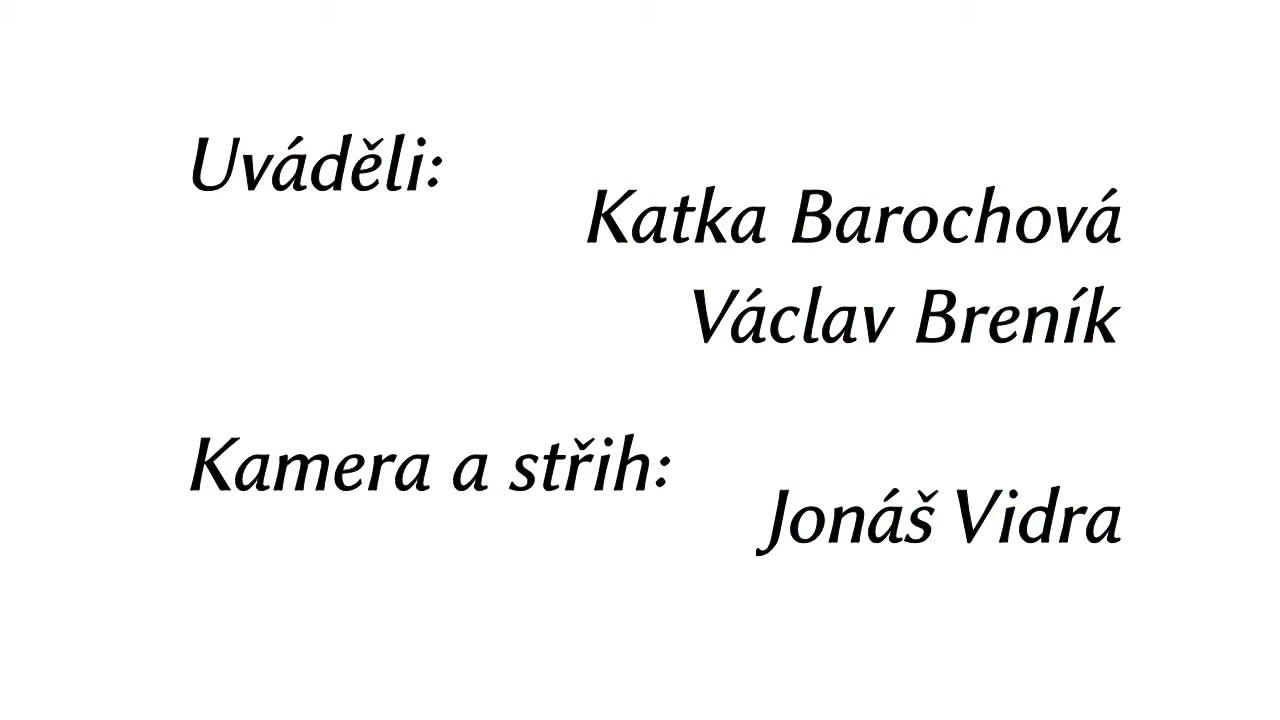 Uváděli:
Katka Barochová
Václav Breník
Kamera a střih:
Jonáš Vidra